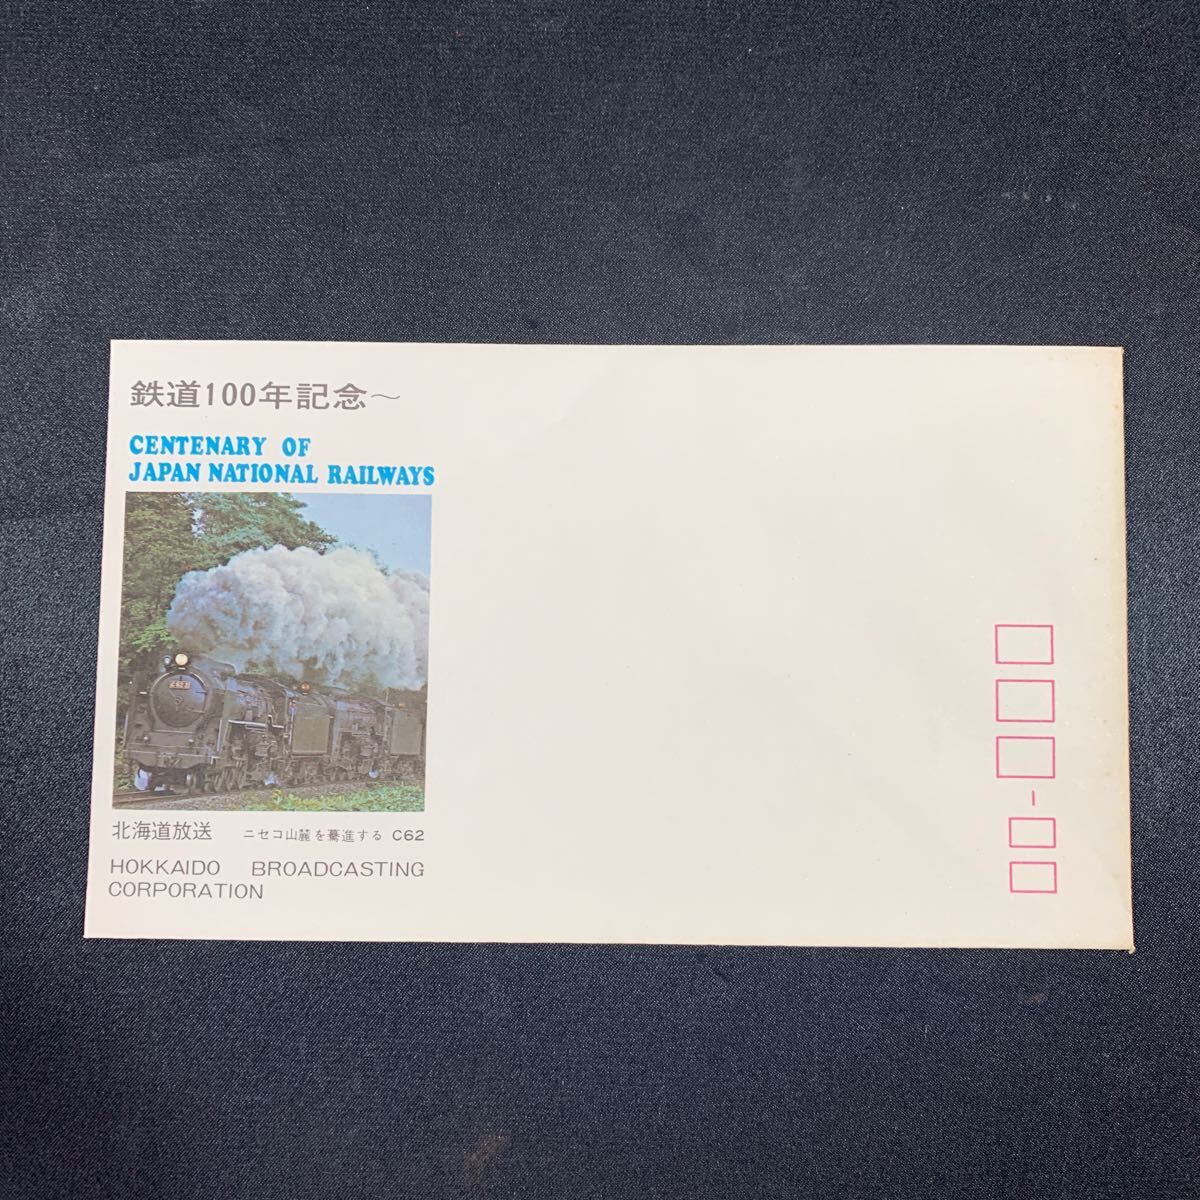 鉄道100年記念~
CENTENARY OF
JAPAN NATIONAL RAILWAYS
北海道放送 ニセコ山麓を驀進する C62
HOKKAIDO BROADCASTING
CORPORATION